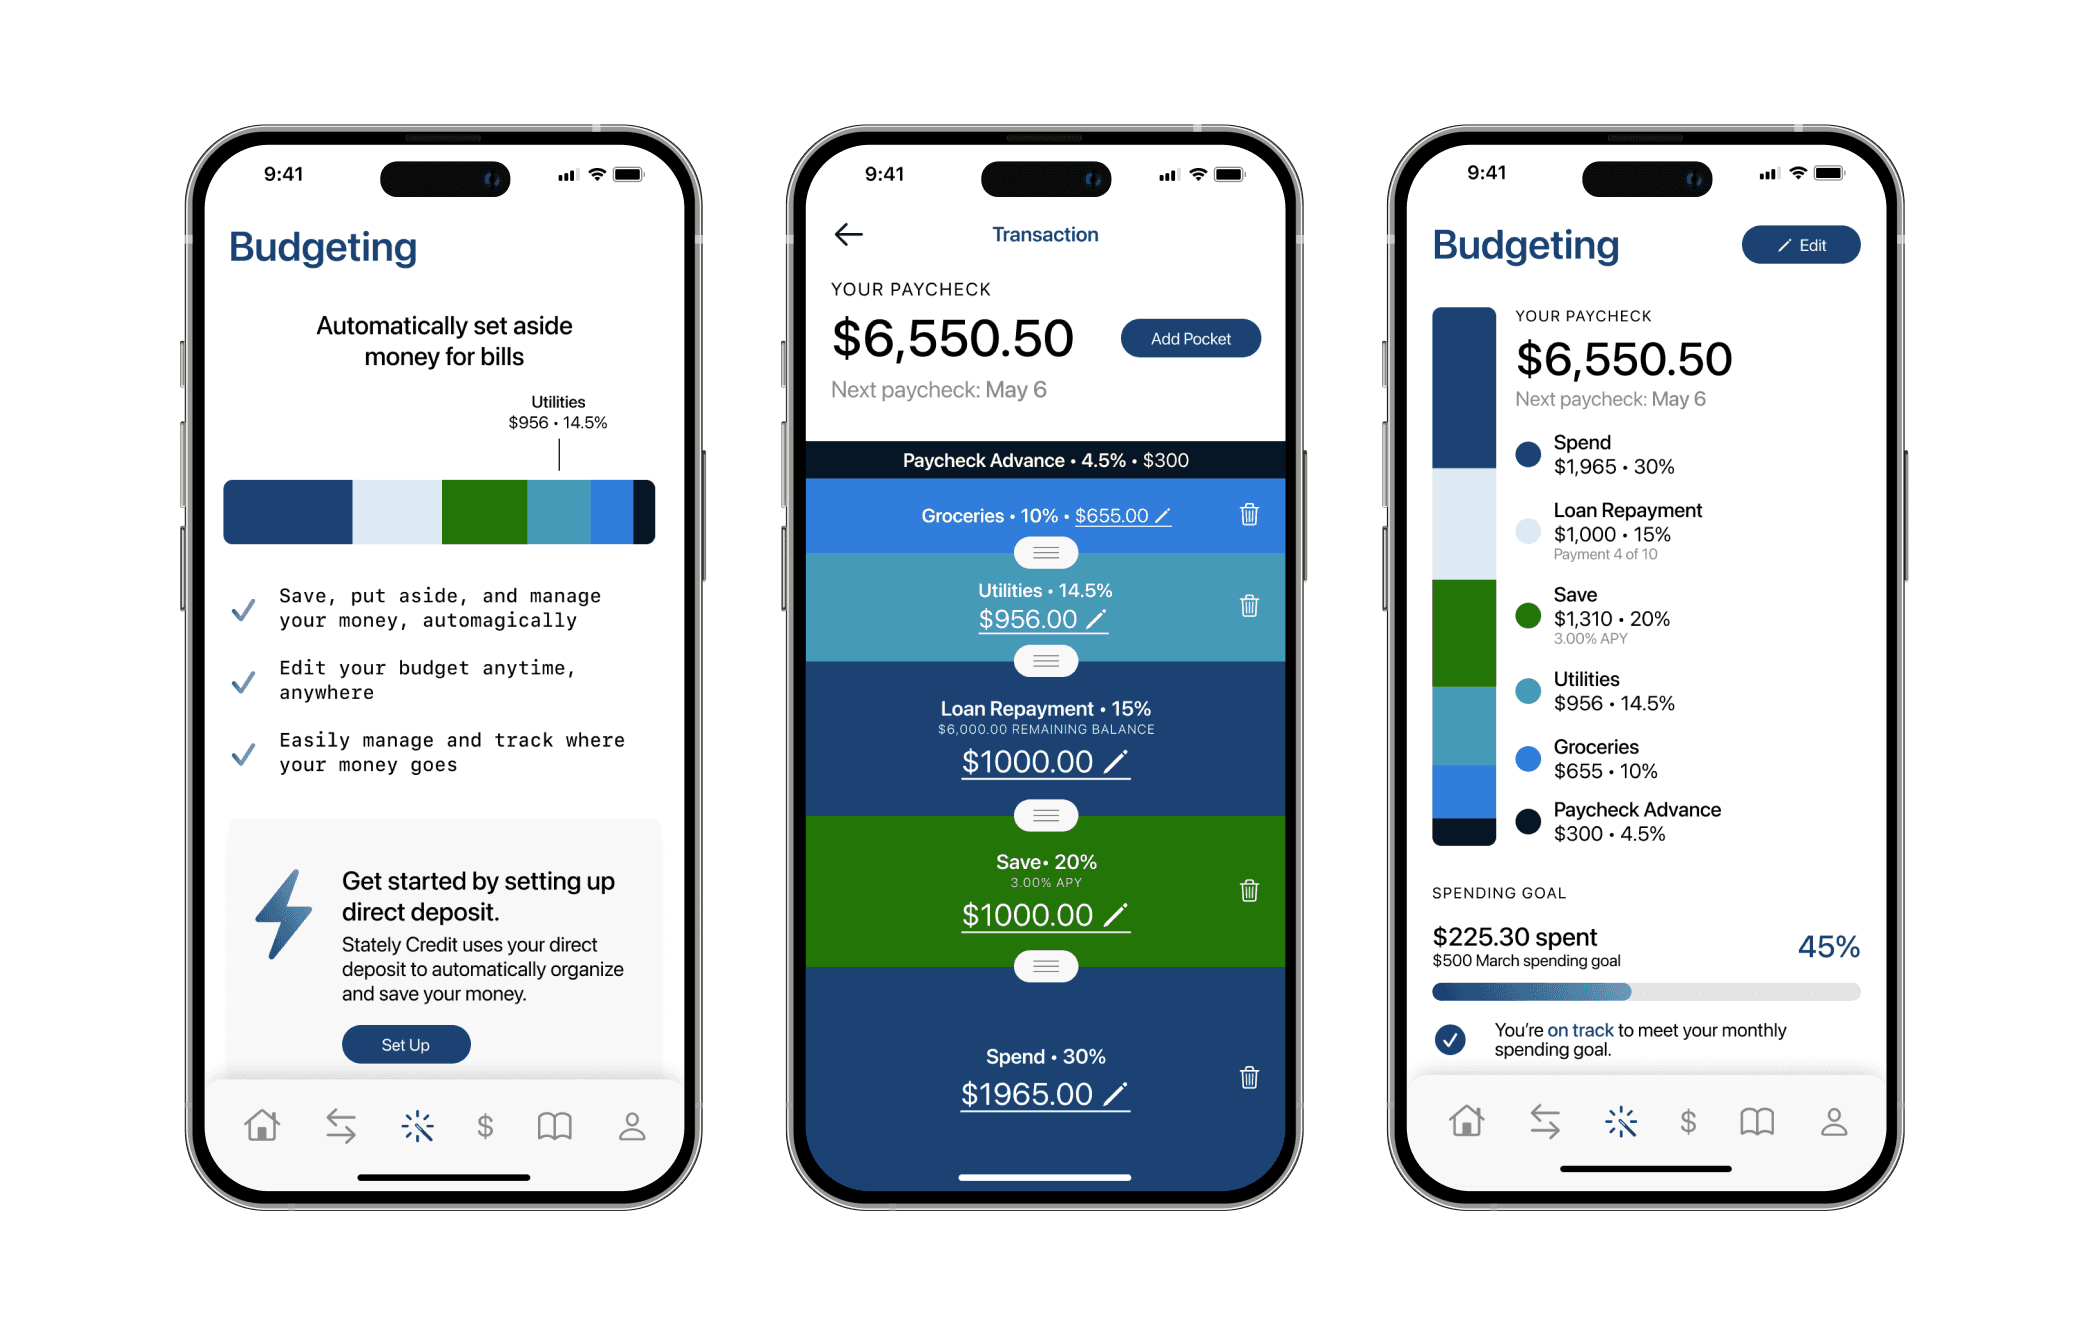 9:41
Budgeting
Automatically set aside
money for bills
Utilities
$956 • 14.5%
Save, put aside, and manage
your money, automagically
Edit your budget anytime,
anywhere
Easily manage and track where
your money goes
Get started by setting up
direct deposit.
Stately Credit uses your direct
deposit to automatically organize
and save your money.
Set Up
$
9:41
Transaction
YOUR PAYCHECK
$6,550.50
Add Pocket
Next paycheck: May 6
Paycheck Advance • 4.5% • $300
Groceries • 10% • $655.00
Utilities • 14.5%
$956.00
Loan Repayment • 15%
$6,000.00 REMAINING BALANCE
$1000.00
Save• 20%
3.00% APY
$1000.00
Spend • 30%
$1965.00
9:41
Budgeting
Edit
YOUR PAYCHECK
$6,550.50
Next paycheck: May 6
Spend
$1,965 • 30%
Loan Repayment
$1,000 • 15%
Payment 4 of 10
Save
$1,310 • 20%
3.00% APY
Utilities
$956 • 14.5%
Groceries
$655 • 10%
Paycheck Advance
$300 • 4.5%
SPENDING GOAL
$225.30 spent
45%
$500 March spending goal
You're on track to meet your monthly
spending goal.
$